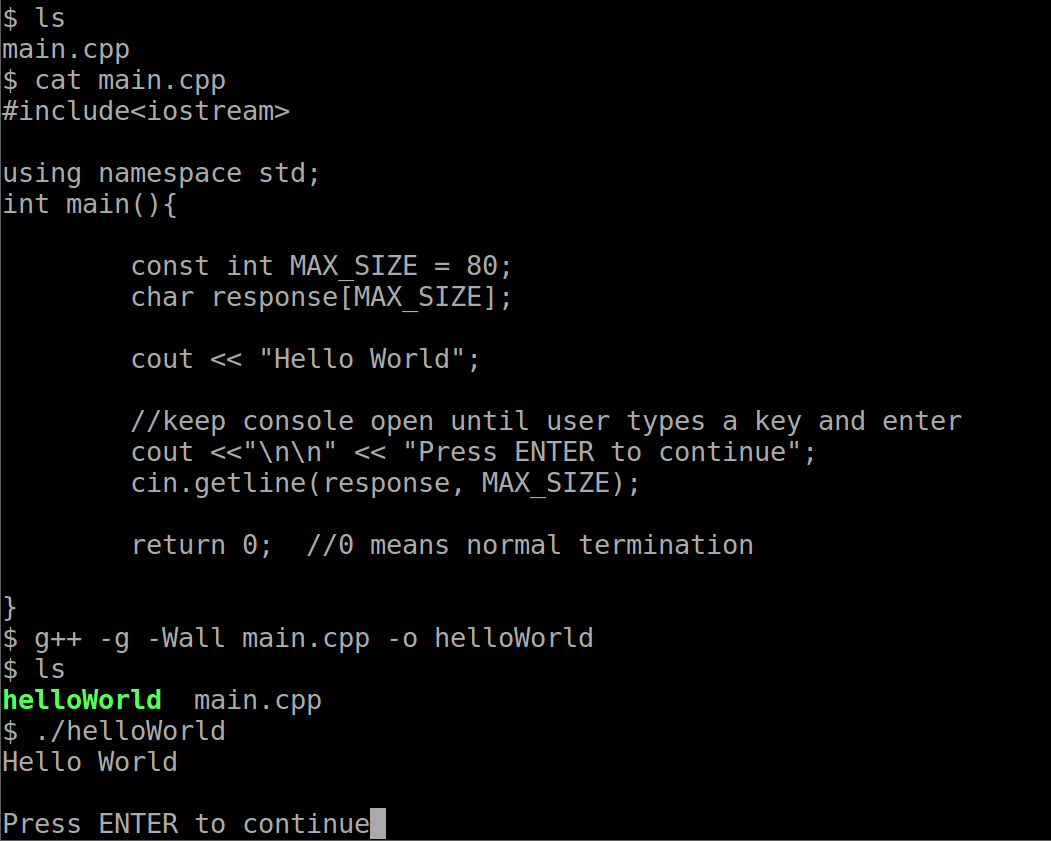 $ ls
main.cpp
$ cat main.cpp
#include<iostream>

using namespace std;
int main(){

        const int MAX_SIZE = 80;
        char response[MAX_SIZE];

        cout << "Hello World";

        //keep console open until user types a key and enter
        cout <<"\n\n" << "Press ENTER to continue";
        cin.getline(response, MAX_SIZE);

        return 0;  //0 means normal termination

}
$ g++ -g -Wall main.cpp -o helloWorld
$ ls
helloWorld  main.cpp
$ ./helloWorld
Hello World

Press ENTER to continue